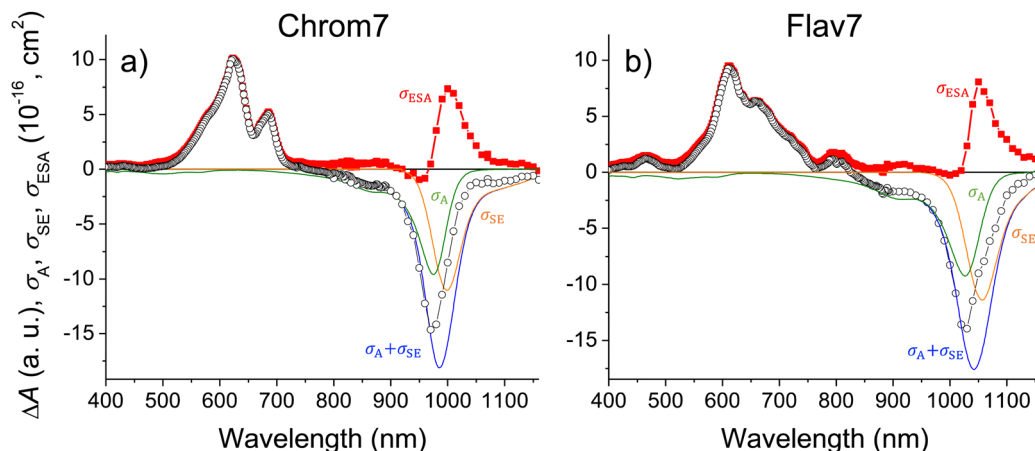 Chrom7
Flav7
ΔA (a. u.), σA, σSE, σESA (10-16, cm2)
a)
b)
10
5
0
-5
-10
-15
σESA
σA
σSE
σA+σSE
400 500 600 700 800 900 1000 1100
Wavelength (nm)
10
5
0
-5
-10
-15
σESA
σA
σSE
σA+σSE
400 500 600 700 800 900 1000 1100
Wavelength (nm)